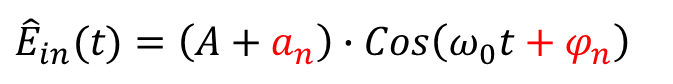 Ê_in(t) = (A + a_n) · Cos(ω_0t + φ_n)